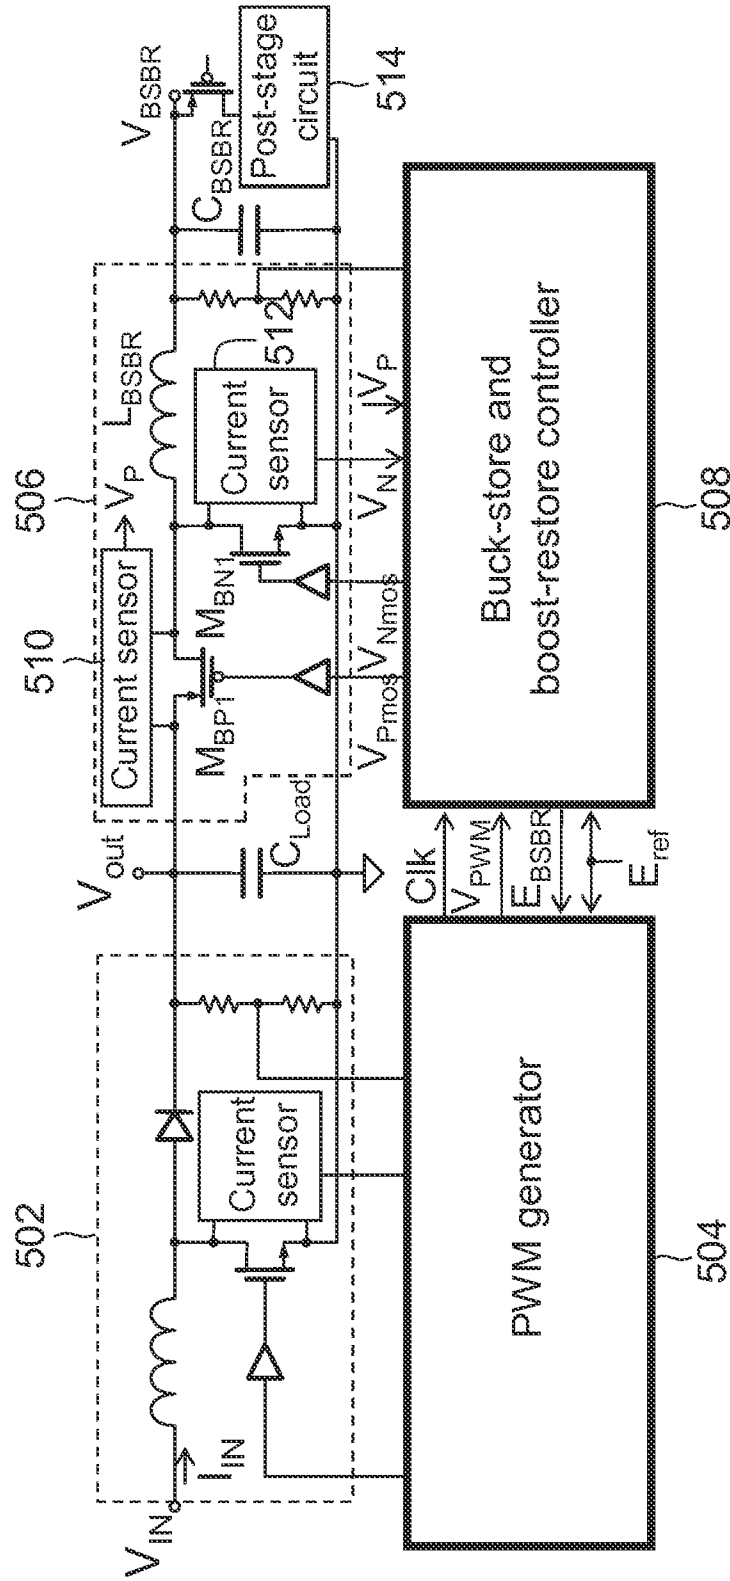 502
V_IN
I_IN
Current
sensor
PWM generator
504
V_out
C_Load
Clk
V_PWM
E_BSBR
E_ref
506
510
Current sensor
V_P
M_BP1
M_BN1
L_BSBR
Current
sensor
512
V_Pmos
V_Nmos
V_N
V_P
Buck-store and
boost-restore controller
508
V_BSBR
C_BSBR
Post-stage
circuit
514